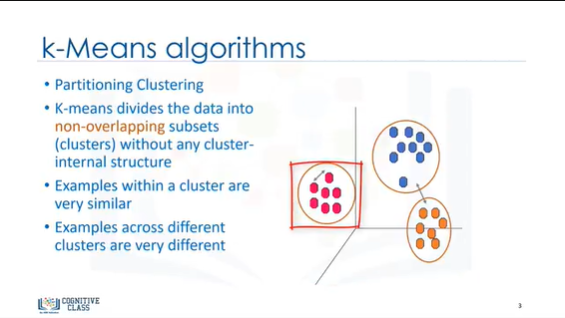 k-Means algorithms
• Partitioning Clustering
• K-means divides the data into
non-overlapping subsets
(clusters) without any cluster-
internal structure
• Examples within a cluster are
very similar
• Examples across different
clusters are very different
COGNITIVE
CLASS
3